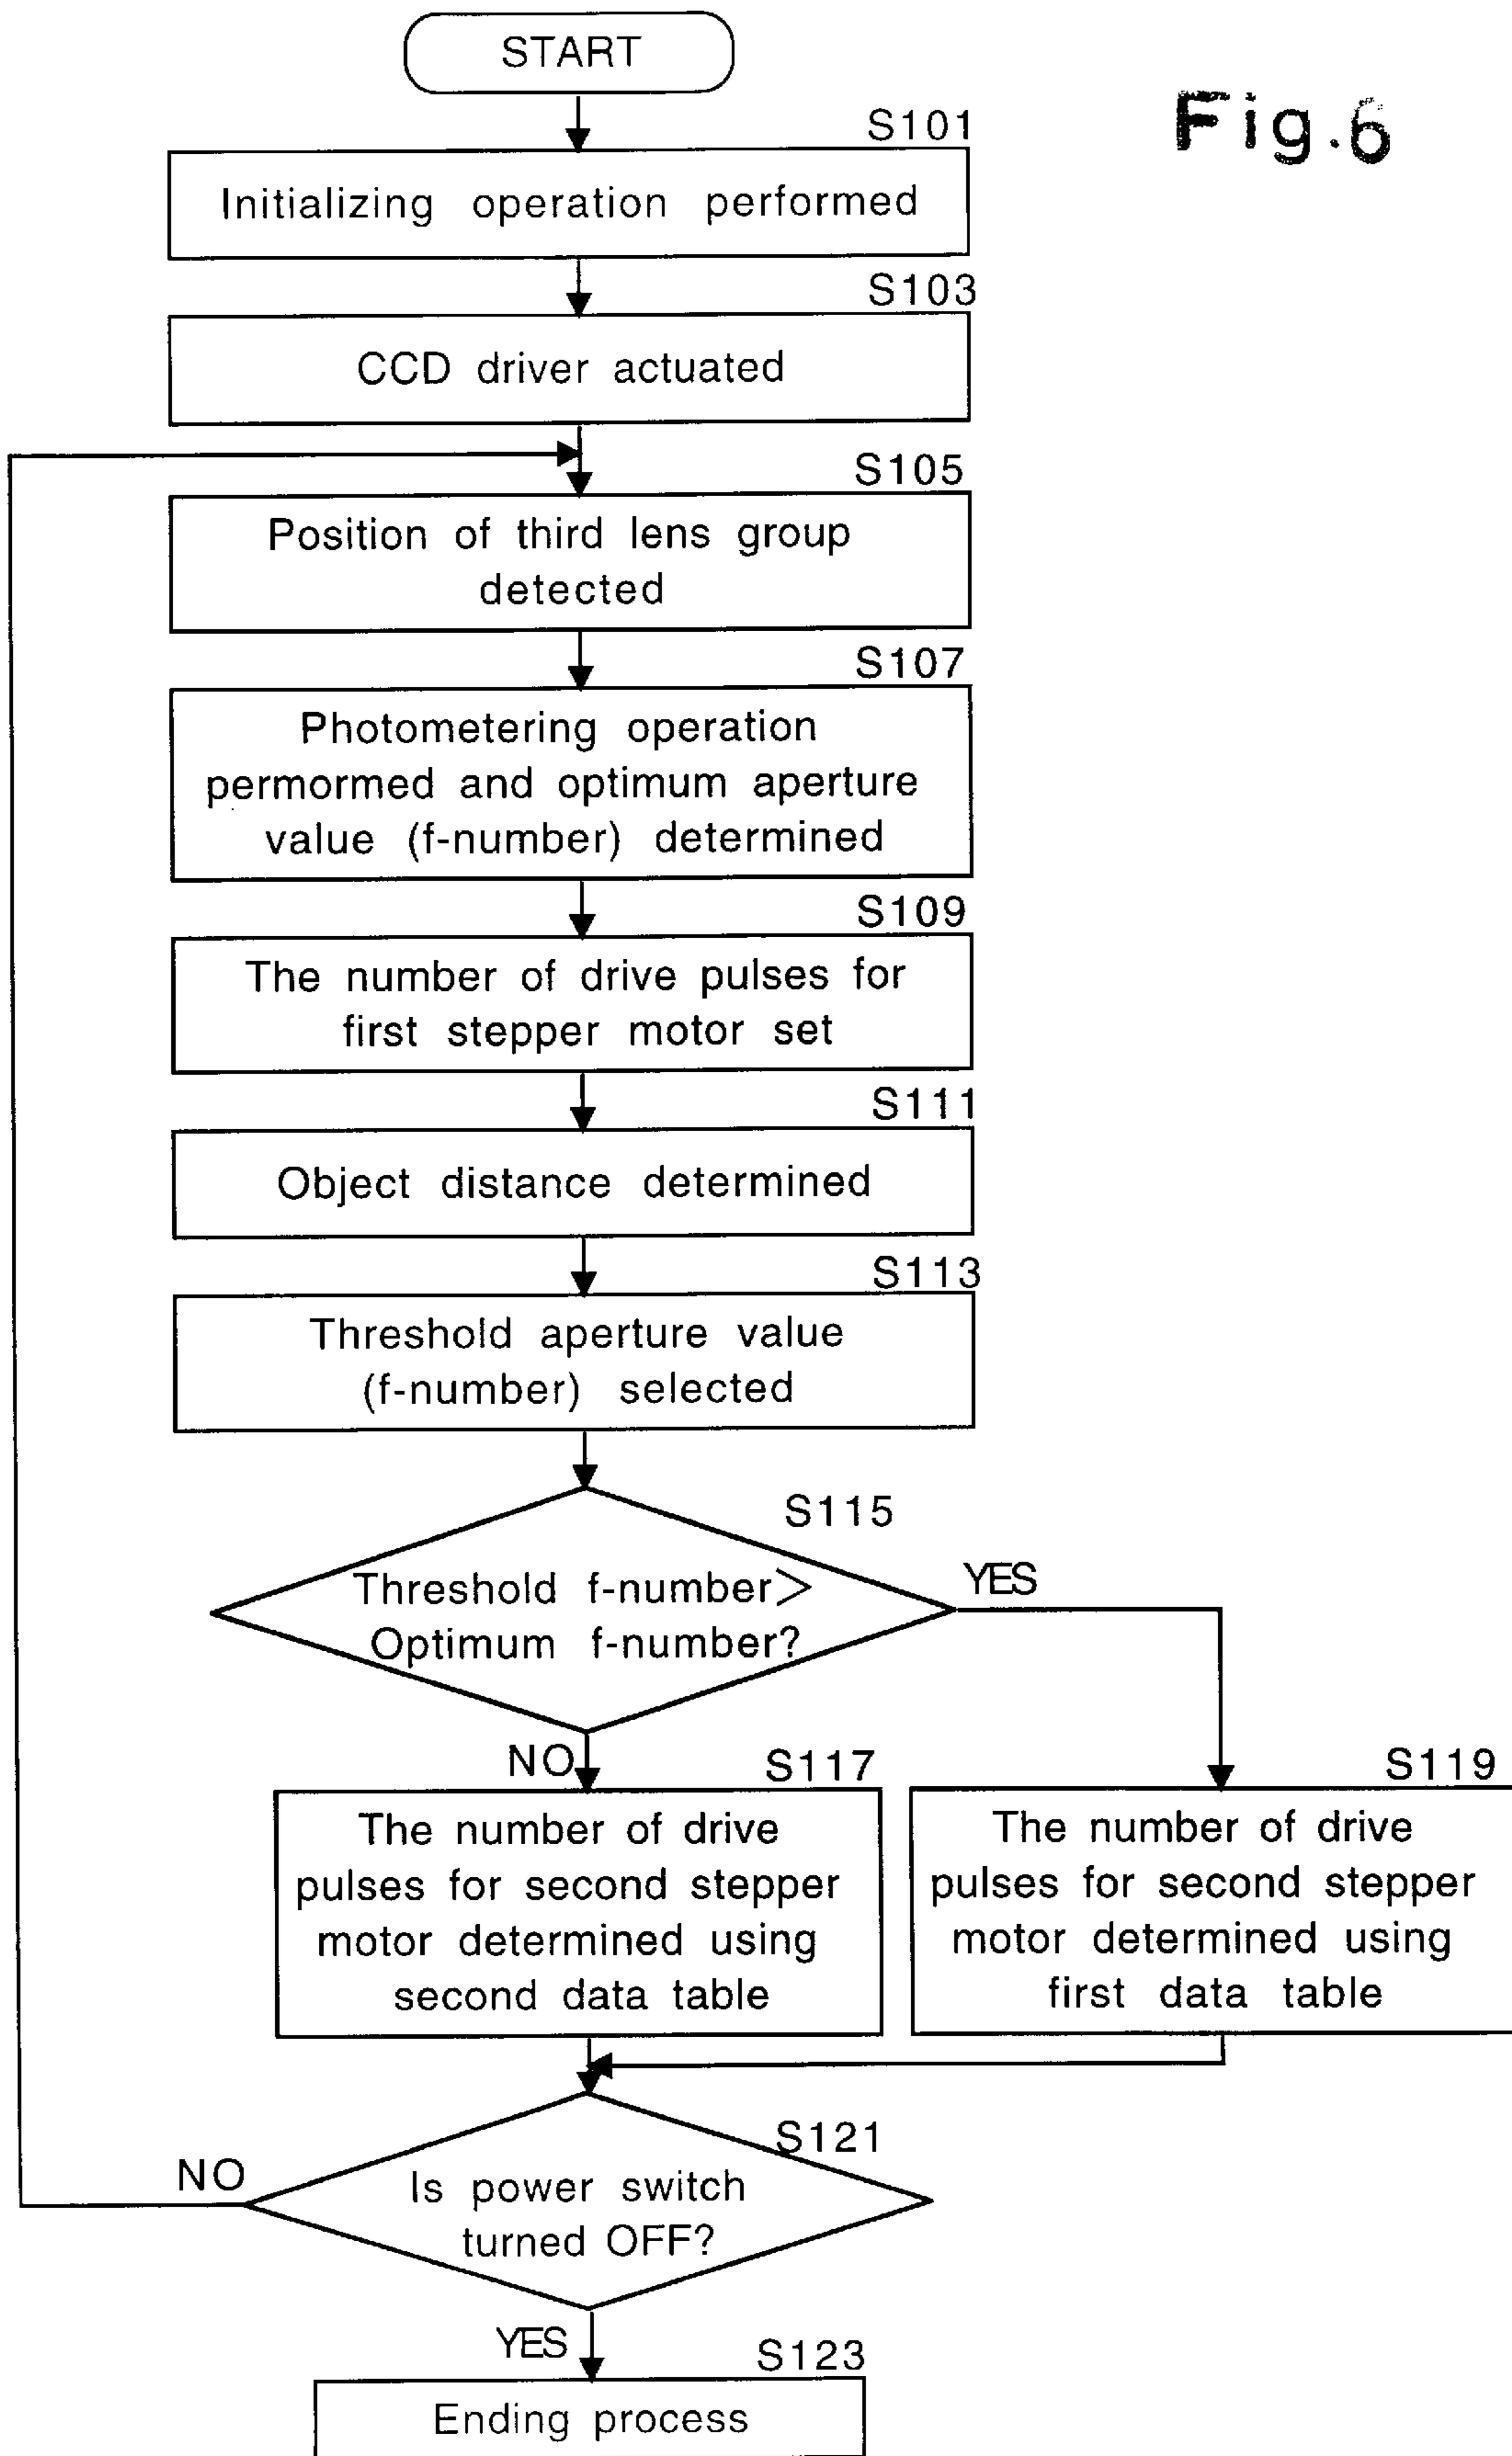 START
Fig.6
S101
Initializing operation performed
S103
CCD driver actuated
S105
Position of third lens group
detected
S107
Photometering operation
permormed and optimum aperture
value (f-number) determined
S109
The number of drive pulses for
first stepper motor set
S111
Object distance determined
S113
Threshold aperture value
(f-number) selected
S115
Threshold f-number>
Optimum f-number?
YES
NO
S117
The number of drive
pulses for second stepper
motor determined using
second data table
S119
The number of drive
pulses for second stepper
motor determined using
first data table
S121
Is power switch
turned OFF?
NO
YES
S123
Ending process